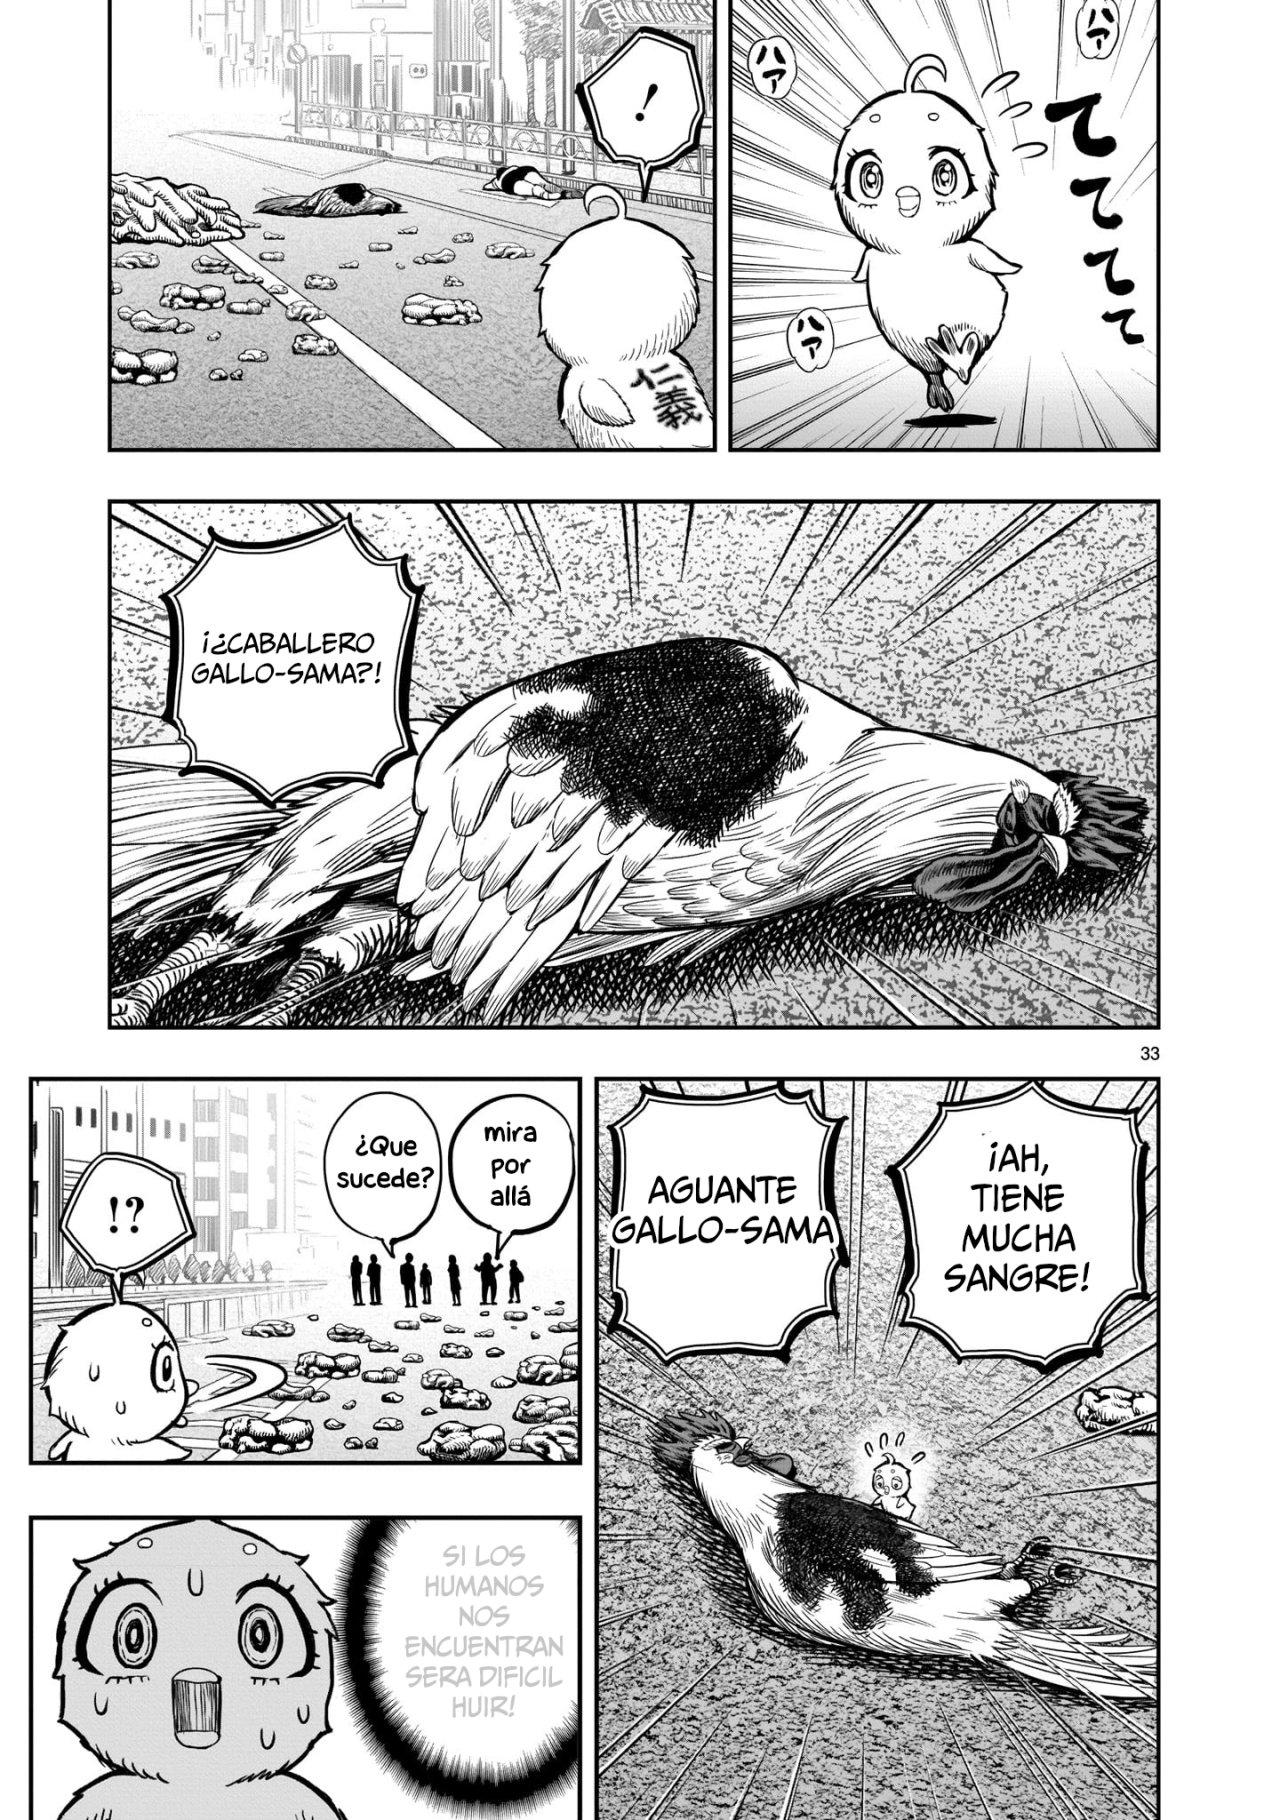 ハァ
ハァ
ハァ
ててててて
!
仁義
¡¿CABALLERO
GALLO-SAMA?!
33
¡AH,
TIENE
MUCHA
SANGRE!
AGUANTE
GALLO-SAMA
mira
por
allá
¿Que
sucede?
!?
SI LOS
HUMANOS
NOS
ENCUENTRAN
SERA DIFICIL
HUIR!